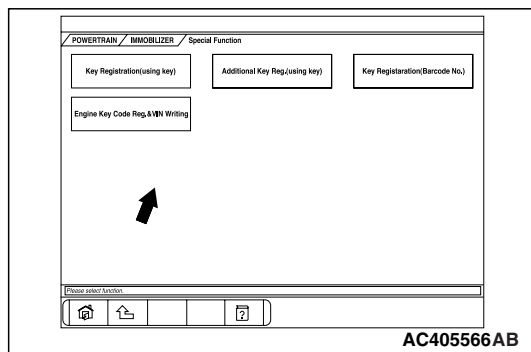 POWERTRAIN / IMMOBILIZER / Special Function
Key Registration(using key) Additional Key Reg.(using key) Key Registaration(Barcode No.)
Engine Key Code Reg.&VIN Writing
Please select function.
?
AC405566AB